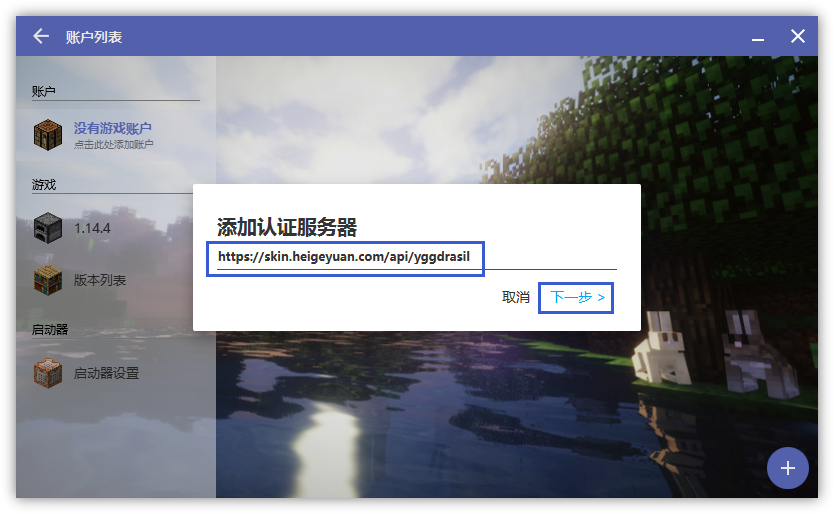 账户列表
账户
没有游戏账户
点击此处添加账户
游戏
1.14.4
版本列表
启动器
启动器设置
添加认证服务器
https://skin.heigeyuan.com/api/yggdrasil
取消
下一步 >